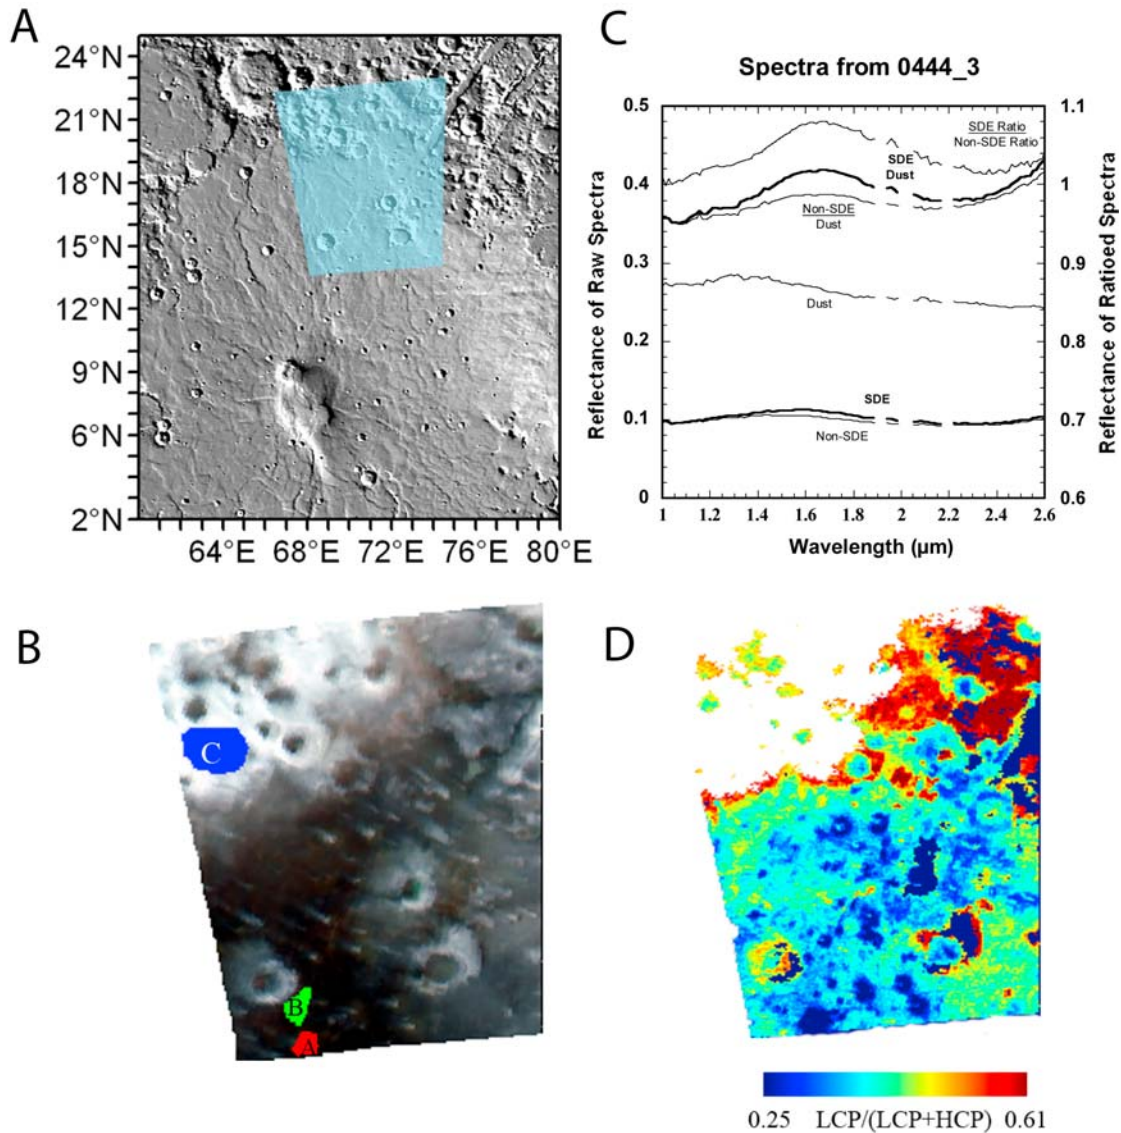 A
24°N
21°N
18°N
15°N
12°N
9°N
6°N
2°N
64°E 68°E 72°E 76°E 80°E
C
Spectra from 0444_3
0.5
0.4
0.3
0.2
0.1
0
Reflectance of Raw Spectra
1.1
1
0.9
0.8
0.7
0.6
Reflectance of Ratioed Spectra
SDE Ratio
Non-SDE Ratio
SDE
Dust
Non-SDE
Dust
Dust
SDE
Non-SDE
1 1.2 1.4 1.6 1.8 2 2.2 2.4 2.6
Wavelength (µm)
B
C
B
A
D
0.25 LCP/(LCP+HCP) 0.61